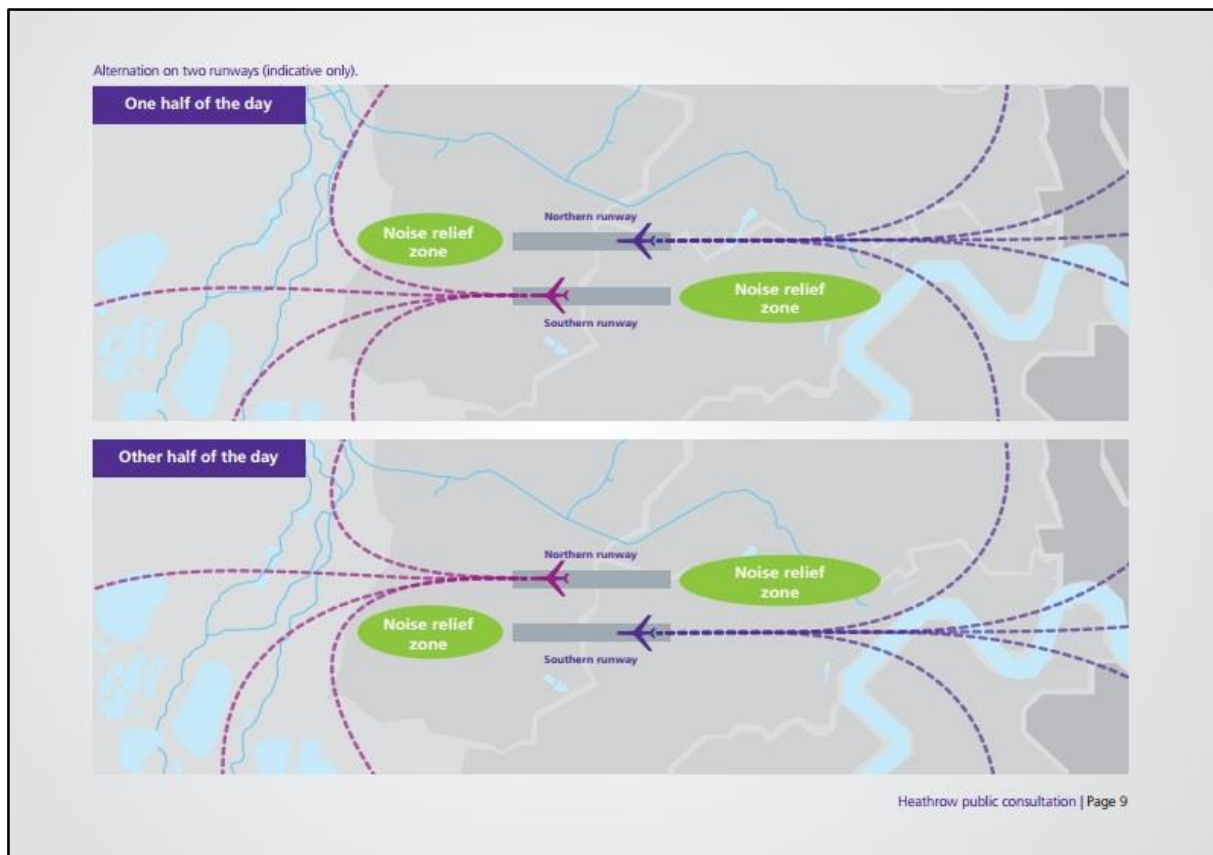 Alternation on two runways (indicative only).
One half of the day
Northern runway
Noise relief
zone
Noise relief
zone
Southern runway
Other half of the day
Northern runway
Noise relief
zone
Noise relief
zone
Southern runway
Heathrow public consultation | Page 9